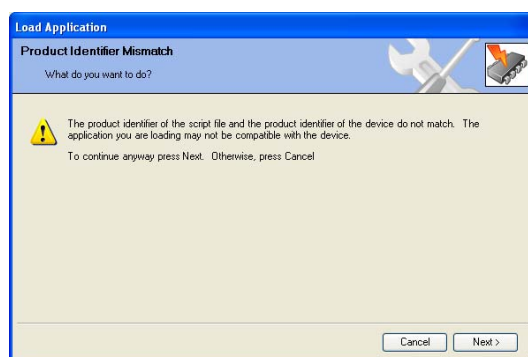 Load Application
Product Identifier Mismatch
What do you want to do?
The product identifier of the script file and the product identifier of the device do not match. The
application you are loading may not be compatible with the device.
To continue anyway press Next. Otherwise, press Cancel
Cancel
Next >